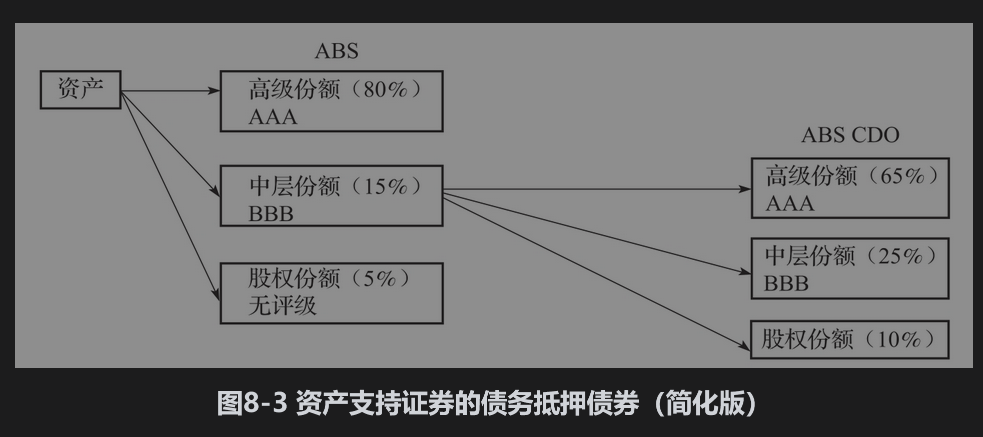 ABS
资产
高级份额（80%）
AAA
中层份额（15%）
BBB
股权份额（5%）
无评级
ABS CDO
高级份额（65%）
AAA
中层份额（25%）
BBB
股权份额（10%）
图8-3 资产支持证券的债务抵押债券（简化版）